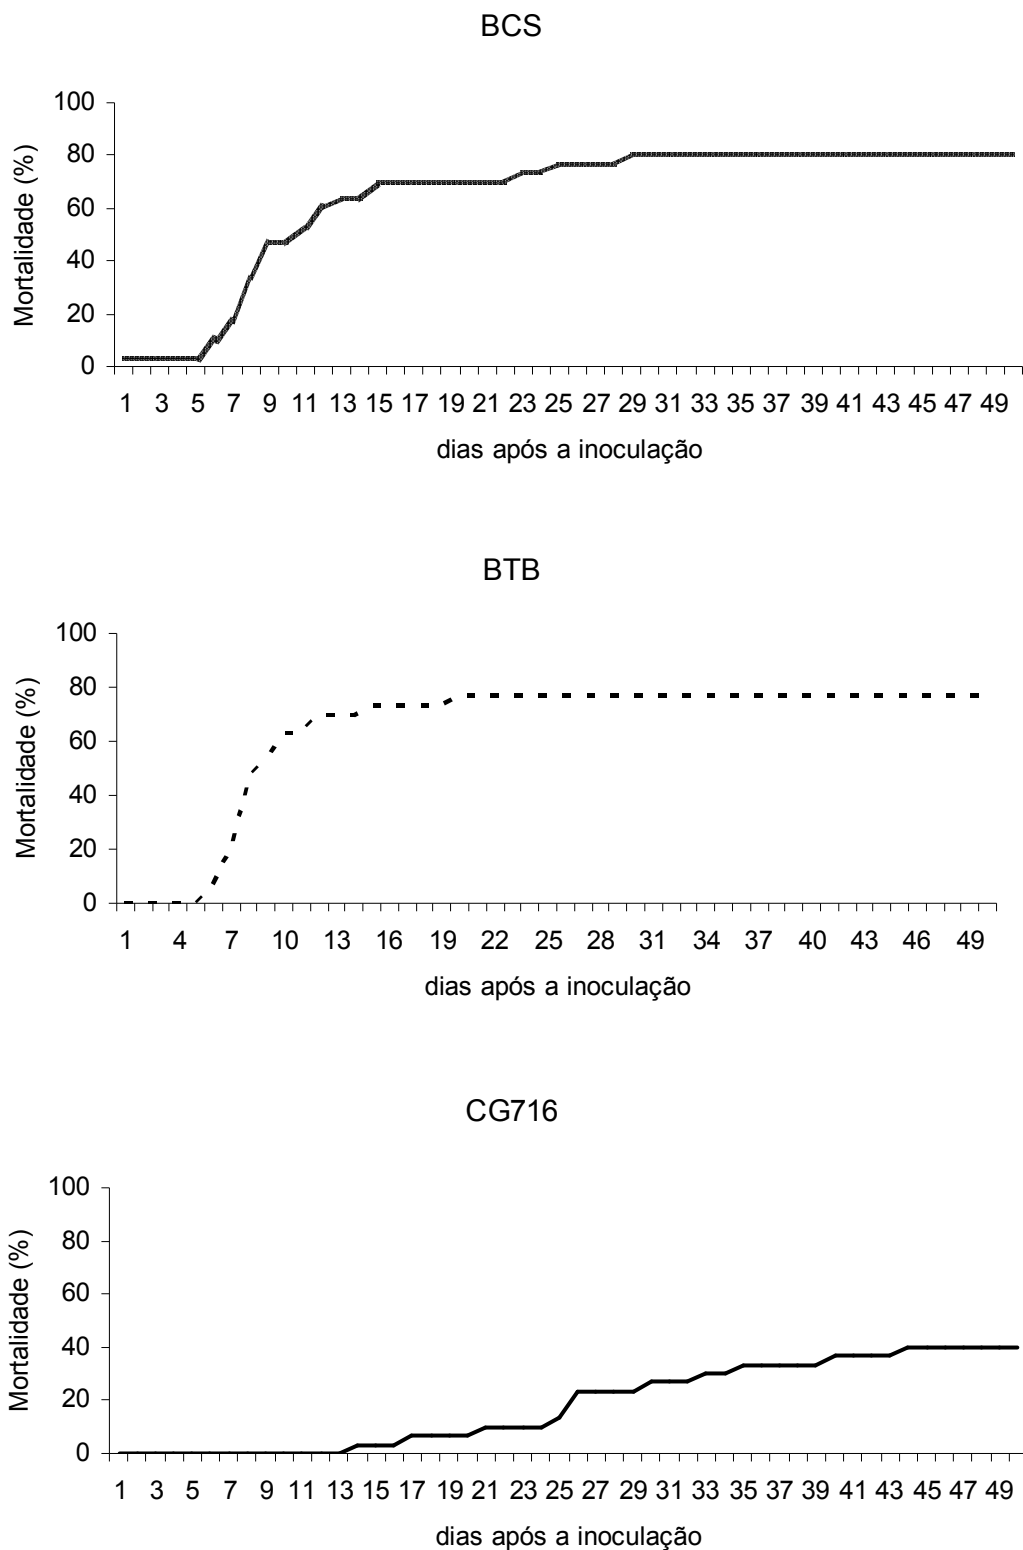 BCS
100
80
60
40
20
0
Mortalidade (%)
1 3 5 7 9 11 13 15 17 19 21 23 25 27 29 31 33 35 37 39 41 43 45 47 49
dias após a inoculação
BTB
100
80
60
40
20
0
Mortalidade (%)
1 4 7 10 13 16 19 22 25 28 31 34 37 40 43 46 49
dias após a inoculação
CG716
100
80
60
40
20
0
Mortalidade (%)
1 3 5 7 9 11 13 15 17 19 21 23 25 27 29 31 33 35 37 39 41 43 45 47 49
dias após a inoculação